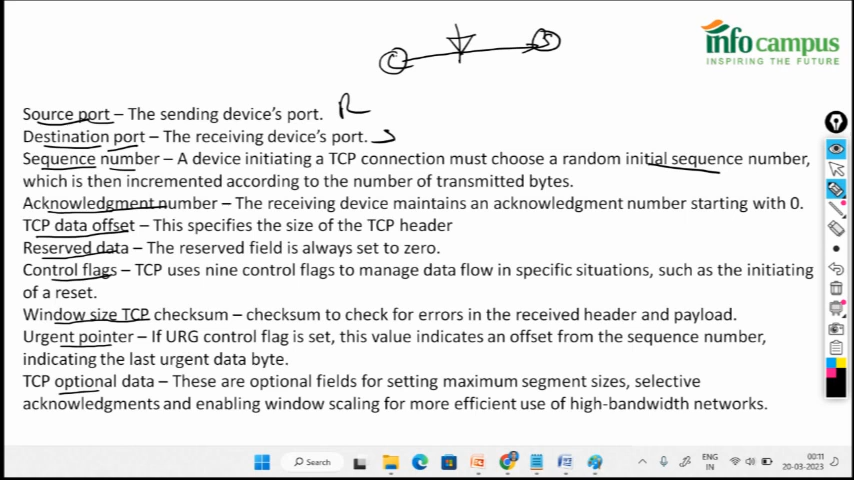 C S
info campus
INSPIRING THE FUTURE
Source port – The sending device's port. R
Destination port – The receiving device's port. S
Sequence number – A device initiating a TCP connection must choose a random initial sequence number,
which is then incremented according to the number of transmitted bytes.
Acknowledgment number – The receiving device maintains an acknowledgment number starting with 0.
TCP data offset – This specifies the size of the TCP header
Reserved data – The reserved field is always set to zero.
Control flags – TCP uses nine control flags to manage data flow in specific situations, such as the initiating
of a reset.
Window size TCP checksum – checksum to check for errors in the received header and payload.
Urgent pointer – If URG control flag is set, this value indicates an offset from the sequence number,
indicating the last urgent data byte.
TCP optional data – These are optional fields for setting maximum segment sizes, selective
acknowledgments and enabling window scaling for more efficient use of high-bandwidth networks.
Search
ENG
IN
00:11
20-03-2023